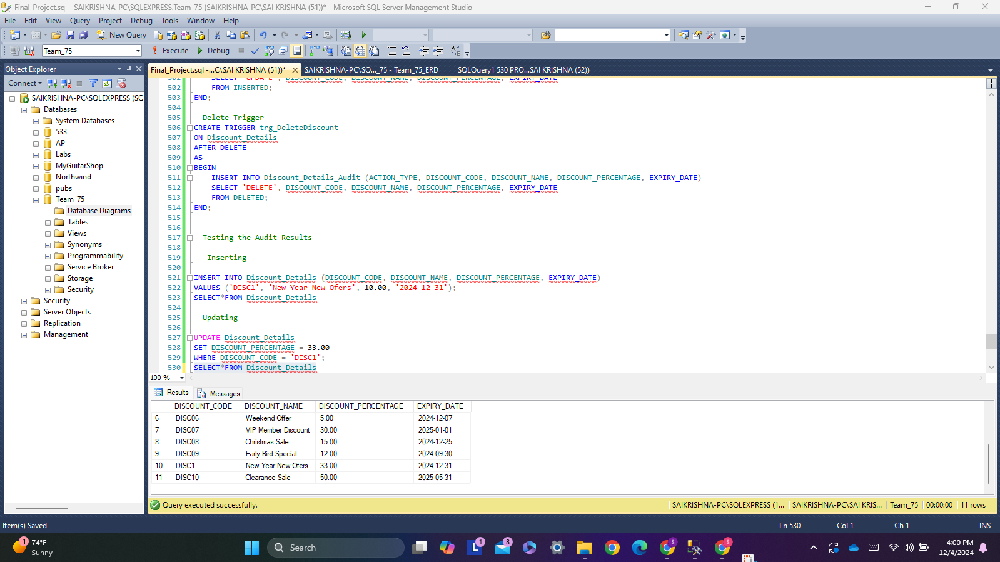 Final_Project.sql - SAIKRISHNA-PC\SQLEXPRESS.Team_75 (SAIKRISHNA-PC\SAI KRISHNA (51))* - Microsoft SQL Server Management Studio
File Edit View Query Project Debug Tools Window Help
New Query
Team_75 Execute Debug
Object Explorer
Final_Project.sql -...C\SAI KRISHNA (51))* SAIKRISHNA-PC\SQ..._75 - Team_75_ERD SQLQuery1 530 PRO...SAI KRISHNA (52))
Connect
SAIKRISHNA-PC\SQLEXPRESS (SQ
Databases
System Databases
533
AP
Labs
MyGuitarShop
Northwind
pubs
Team_75
Database Diagrams
Tables
Views
Synonyms
Programmability
Service Broker
Storage
Security
Security
Server Objects
Replication
Management
501 SELECT 'UPDATE', DISCOUNT_CODE, DISCOUNT_NAME, DISCOUNT_PERCENTAGE, EXPIRY_DATE
502 FROM INSERTED;
503 END;
504
505 --Delete Trigger
506 CREATE TRIGGER trg_DeleteDiscount
507 ON Discount_Details
508 AFTER DELETE
509 AS
510 BEGIN
511 INSERT INTO Discount_Details_Audit (ACTION_TYPE, DISCOUNT_CODE, DISCOUNT_NAME, DISCOUNT_PERCENTAGE, EXPIRY_DATE)
512 SELECT 'DELETE', DISCOUNT_CODE, DISCOUNT_NAME, DISCOUNT_PERCENTAGE, EXPIRY_DATE
513 FROM DELETED;
514 END;
515
516
517 --Testing the Audit Results
518
519 -- Inserting
520
521 INSERT INTO Discount_Details (DISCOUNT_CODE, DISCOUNT_NAME, DISCOUNT_PERCENTAGE, EXPIRY_DATE)
522 VALUES ('DISC1', 'New Year New Ofers', 10.00, '2024-12-31');
523 SELECT*FROM Discount_Details
524
525 --Updating
526
527 UPDATE Discount_Details
528 SET DISCOUNT_PERCENTAGE = 33.00
529 WHERE DISCOUNT_CODE = 'DISC1';
530 SELECT*FROM Discount_Details
100 %
Results Messages
DISCOUNT_CODE DISCOUNT_NAME DISCOUNT_PERCENTAGE EXPIRY_DATE
6 DISC06 Weekend Offer 5.00 2024-12-07
7 DISC07 VIP Member Discount 30.00 2025-01-01
8 DISC08 Christmas Sale 15.00 2024-12-25
9 DISC09 Early Bird Special 12.00 2024-09-30
10 DISC1 New Year New Ofers 33.00 2024-12-31
11 DISC10 Clearance Sale 50.00 2025-05-31
Query executed successfully. SAIKRISHNA-PC\SQLEXPRESS (1... SAIKRISHNA-PC\SAI KRIS... Team_75 00:00:00 11 rows
Item(s) Saved Ln 530 Col 1 Ch 1 INS
1 74°F
Sunny
Search
L 1
8
S
S
4:00 PM
12/4/2024